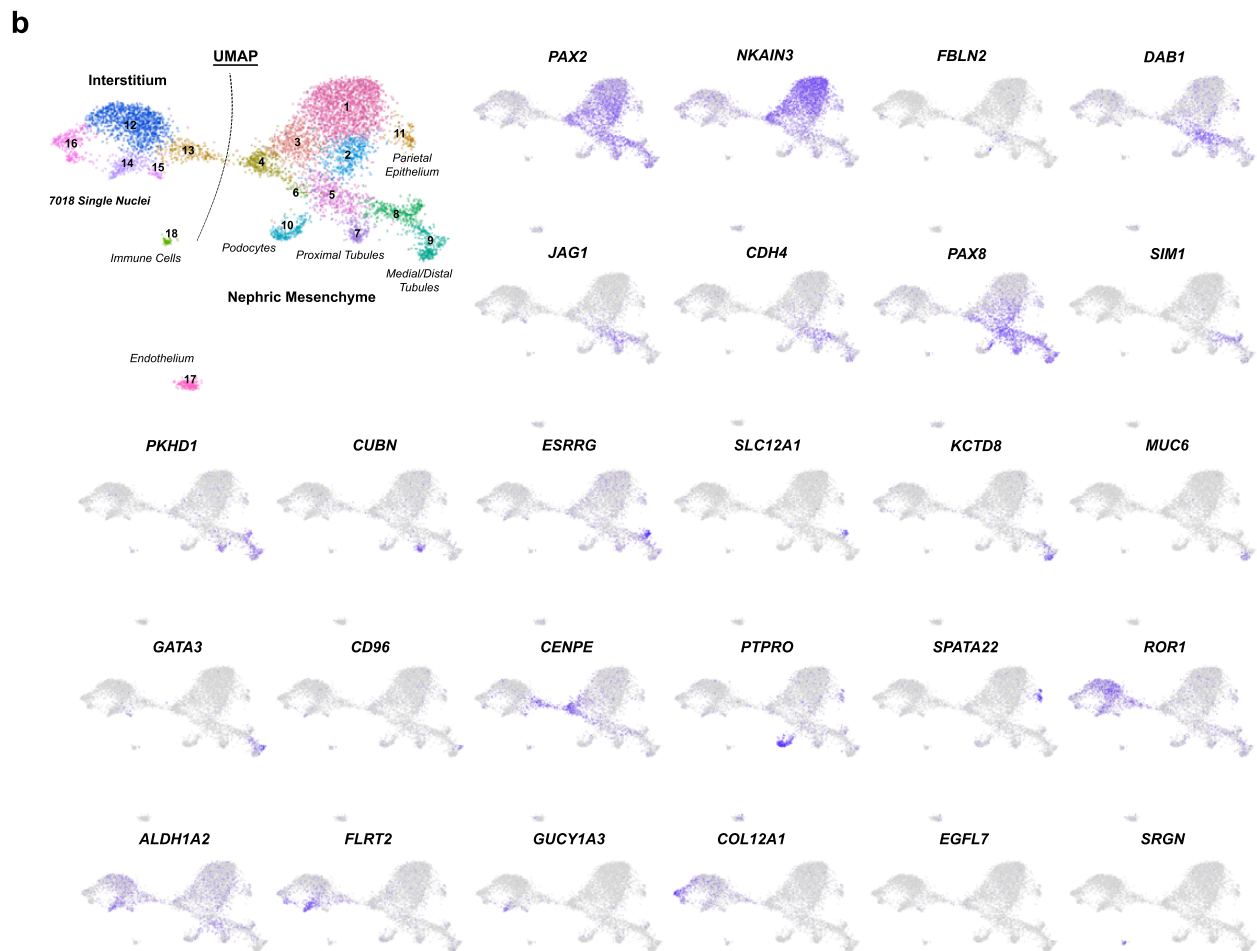 b
UMAP
Interstitium
1
12
16
3
11
13
2
14
15
4
Parietal
Epithelium
6
5
7018 Single Nuclei
8
10
18
7
9
Podocytes
Proximal Tubules
Immune Cells
Medial/Distal
Tubules
Nephric Mesenchyme
Endothelium
17
PAX2
NKAIN3
FBLN2
DAB1
JAG1
CDH4
PAX8
SIM1
PKHD1
CUBN
ESRRG
SLC12A1
KCTD8
MUC6
GATA3
CD96
CENPE
PTPRO
SPATA22
ROR1
ALDH1A2
FLRT2
GUCY1A3
COL12A1
EGFL7
SRGN